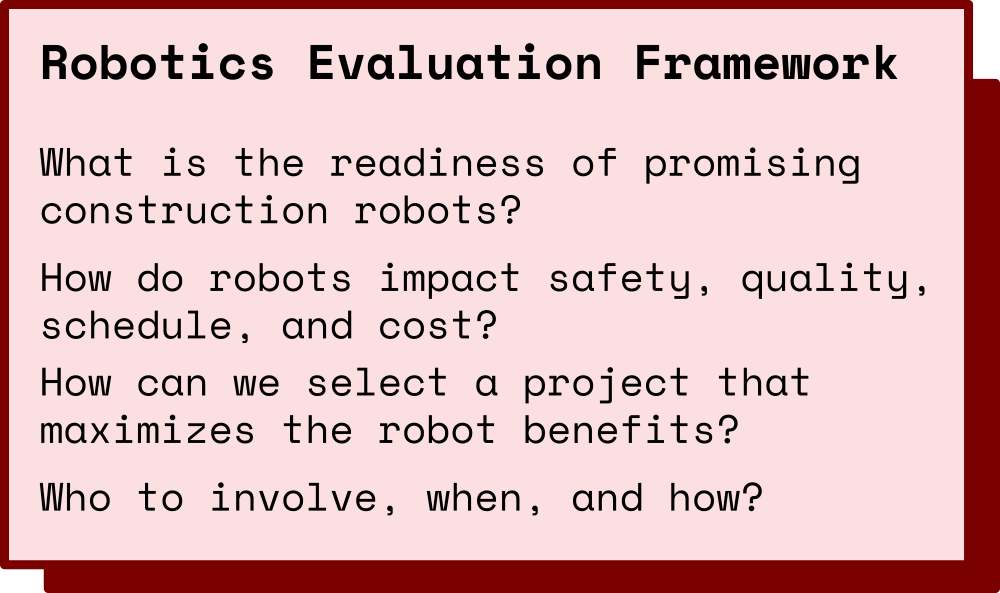 Robotics Evaluation Framework
What is the readiness of promising
construction robots?
How do robots impact safety, quality,
schedule, and cost?
How can we select a project that
maximizes the robot benefits?
Who to involve, when, and how?